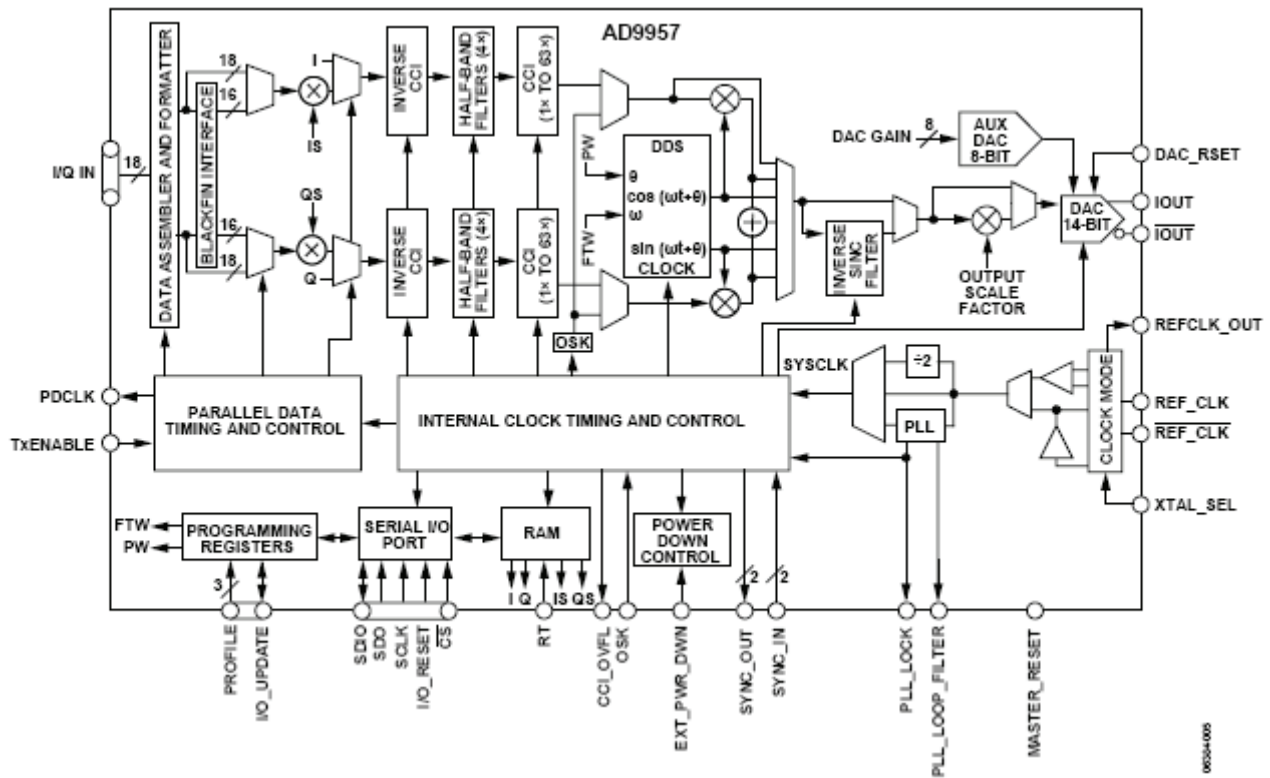 AD9957
I/Q IN
18
DATA ASSEMBLER AND FORMATTER
BLACKFIN INTERFACE
18
16
16
18
I
IS
QS
Q
INVERSE
CCI
HALF-BAND
FILTERS (4×)
CCI
(1× TO 63×)
INVERSE
CCI
HALF-BAND
FILTERS (4×)
CCI
(1× TO 63×)
OSK
PW
FTW
DDS
θ
cos (ωt+θ)
ω
sin (ωt+θ)
CLOCK
INVERSE
SINC
FILTER
OUTPUT
SCALE
FACTOR
DAC GAIN
8
AUX
DAC
8-BIT
DAC
14-BIT
DAC_RSET
IOUT
IOUT
REFCLK_OUT
REF_CLK
REF_CLK
XTAL_SEL
CLOCK MODE
SYSCLK
÷2
PLL
PDCLK
TxENABLE
PARALLEL DATA
TIMING AND CONTROL
INTERNAL CLOCK TIMING AND CONTROL
FTW
PW
PROGRAMMING
REGISTERS
SERIAL I/O
PORT
RAM
POWER
DOWN
CONTROL
3
I
Q
IS
QS
2
2
PROFILE
I/O_UPDATE
SDIO
SDO
SCLK
I/O_RESET
CS
RT
CCI_OVFL
OSK
EXT_PWR_DWN
SYNC_OUT
SYNC_IN
PLL_LOCK
PLL_LOOP_FILTER
MASTER_RESET
06384-005